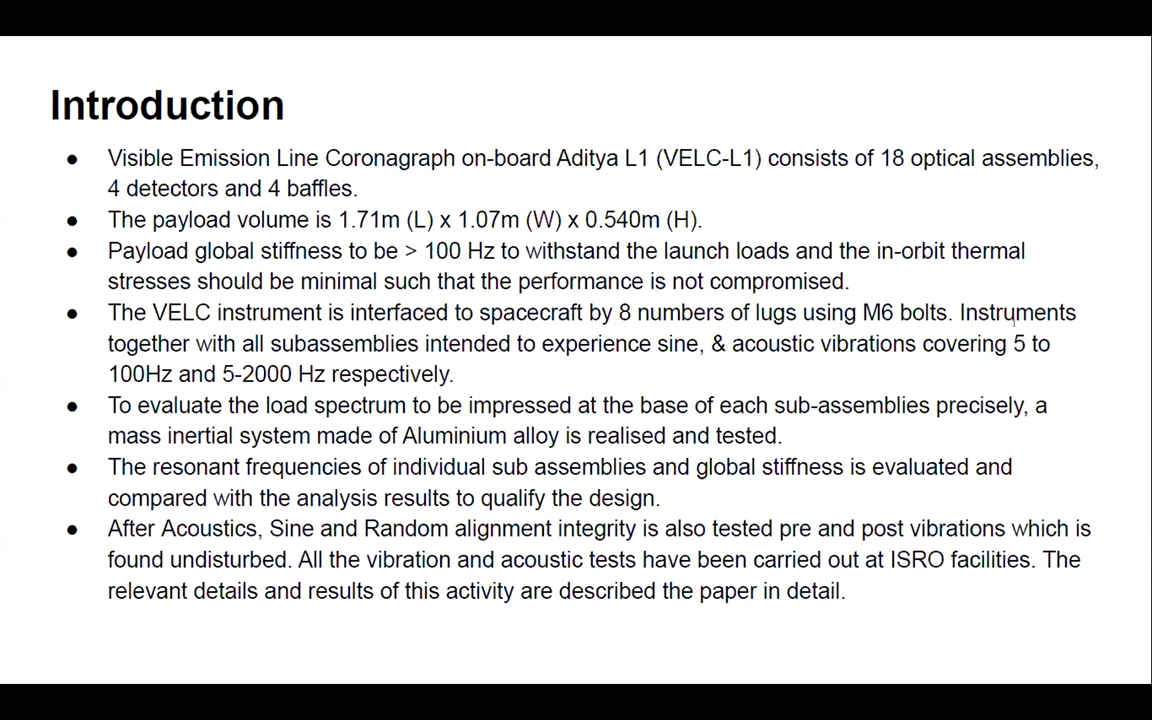 Introduction
● Visible Emission Line Coronagraph on-board Aditya L1 (VELC-L1) consists of 18 optical assemblies,
4 detectors and 4 baffles.
● The payload volume is 1.71m (L) x 1.07m (W) x 0.540m (H).
● Payload global stiffness to be > 100 Hz to withstand the launch loads and the in-orbit thermal
stresses should be minimal such that the performance is not compromised.
● The VELC instrument is interfaced to spacecraft by 8 numbers of lugs using M6 bolts. Instruments
together with all subassemblies intended to experience sine, & acoustic vibrations covering 5 to
100Hz and 5-2000 Hz respectively.
● To evaluate the load spectrum to be impressed at the base of each sub-assemblies precisely, a
mass inertial system made of Aluminium alloy is realised and tested.
● The resonant frequencies of individual sub assemblies and global stiffness is evaluated and
compared with the analysis results to qualify the design.
● After Acoustics, Sine and Random alignment integrity is also tested pre and post vibrations which is
found undisturbed. All the vibration and acoustic tests have been carried out at ISRO facilities. The
relevant details and results of this activity are described the paper in detail.